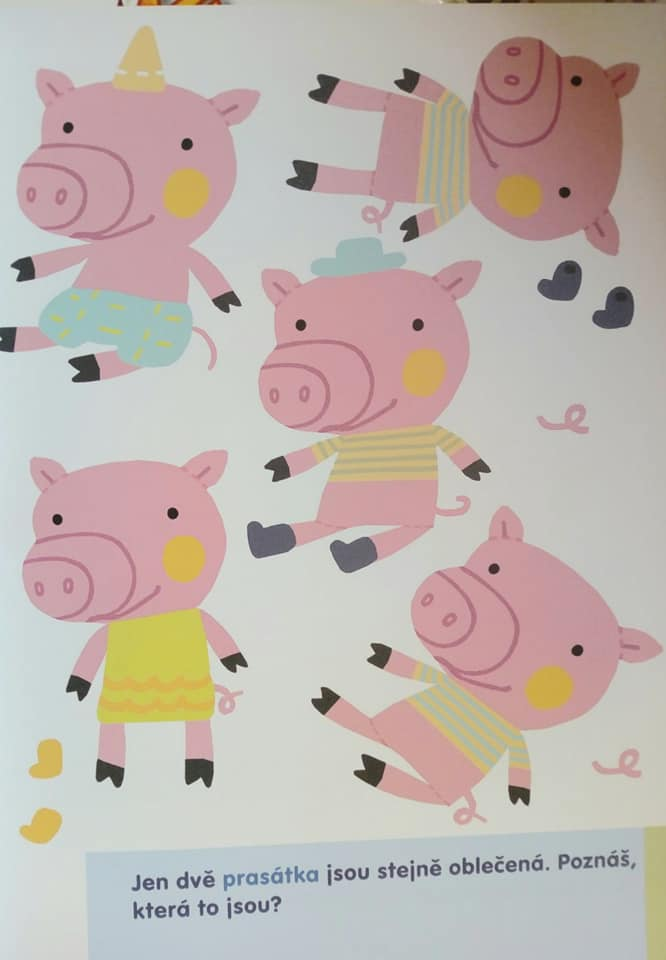 Jen dvě prasátka jsou stejně oblečená. Poznáš,
která to jsou?